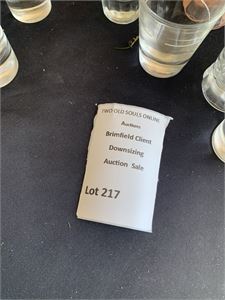 TWO OLD SOULS ONLINE
Auctions
Brimfield Client
Downsizing
Auction Sale
Lot 217